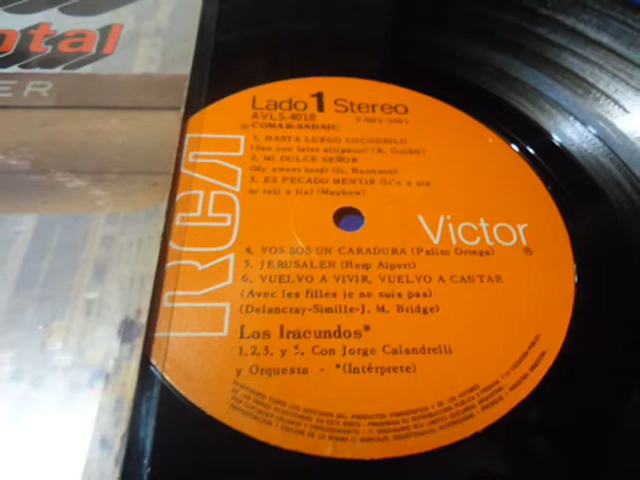 ntal
ER
Lado 1 Stereo
AVLS-4018
1. HASTA LUEGO COCODRILO
(See you later alligator) (R. Guidry)
2. MI DULCE SEÑOR
(My sweet lord) (G. Harrison)
3. ES PECADO MENTIR (it's a sin
to tell a lie) (Mayhew)
RCA
Victor
4. VOS SOS UN CARADURA (Palito Ortega)
5. JERUSALEN (Herp Alpert)
6. VUELVO A VIVIR, VUELVO A CANTAR
(Avec les filles je ne suis pas)
(Delancray-Simille-J. M. Bridge)
Los Iracundos*
1, 2, 3, y 5. Con Jorge Calandrelli
y Orquesta - *(Intérprete)